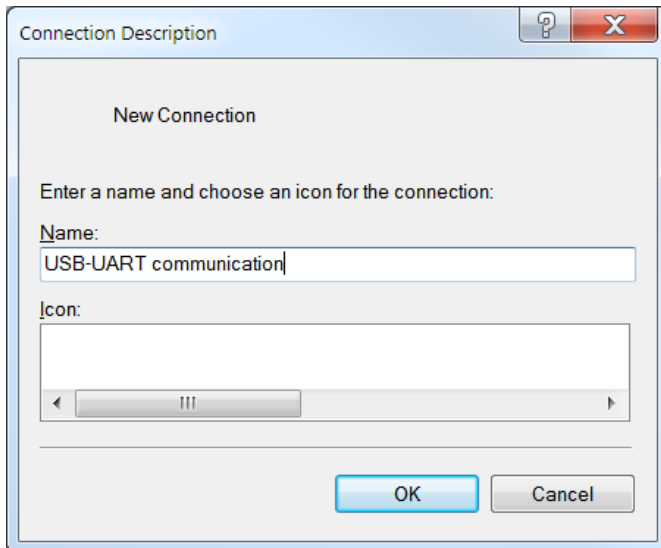 Connection Description
New Connection
Enter a name and choose an icon for the connection:
Name:
USB-UART communication
Icon:
OK Cancel